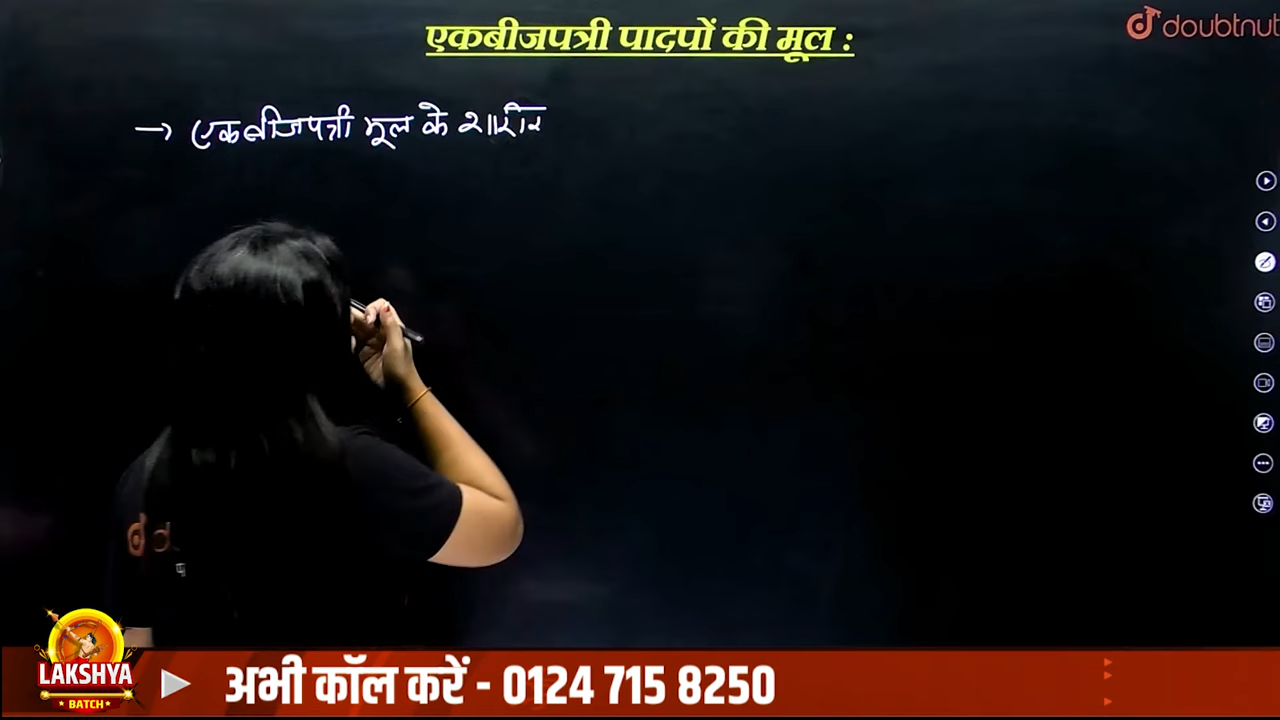 एकबीजपत्री पादपों की मूल :
doubtnut
→ एकबीजपत्री मूल के शारीर
LAKSHYA
BATCH
अभी कॉल करें - 0124 715 8250